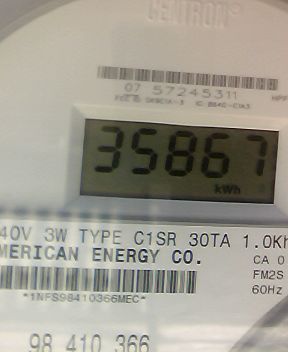 CENTRON®
07 57245311
35867
kWh
40V 3W TYPE C1SR 30TA 1.0Kh
MERICAN ENERGY CO.
CA 0
FM2S
*1NFS98410366MEC*
60Hz
98 410 366